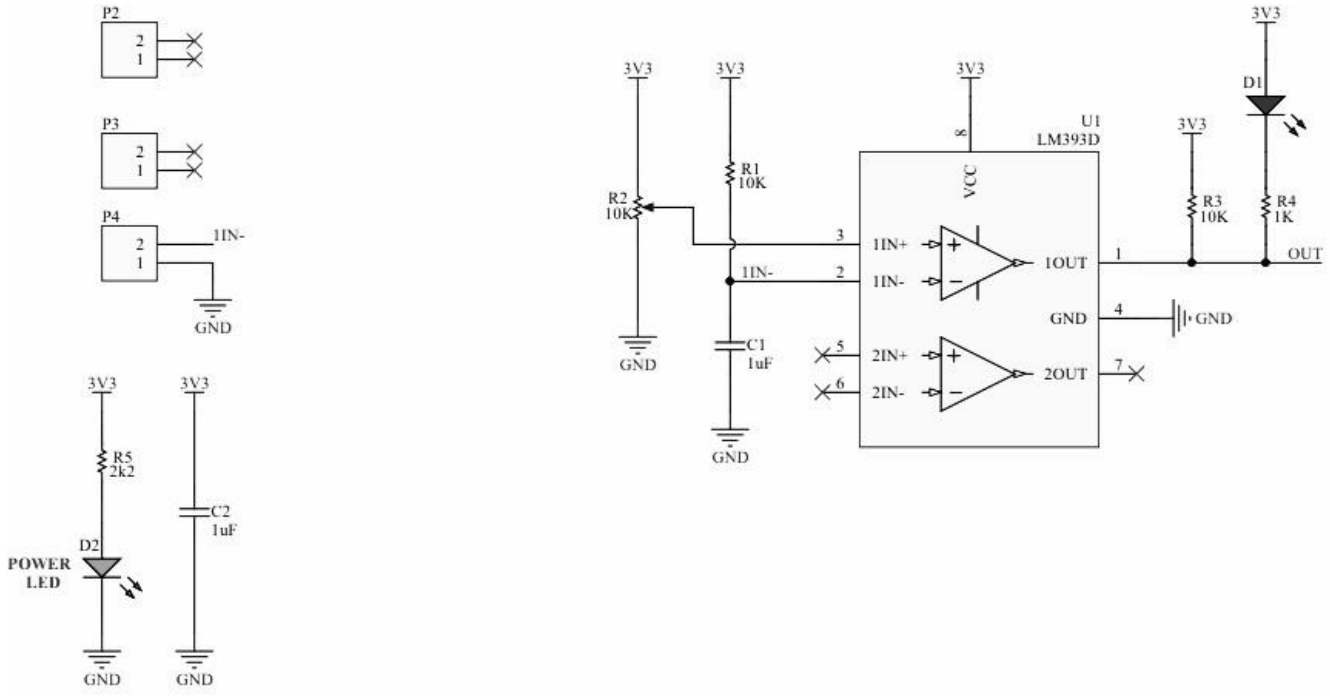 P2
2
1
P3
2
1
P4
2
1IN-
1
GND
3V3
3V3
R5
2k2
D2
POWER
LED
C2
1uF
GND
GND
3V3
3V3
3V3
3V3
3V3
D1
U1
LM393D
8
VCC
R1
10K
R2
10K
R3
10K
R4
1K
3
1IN+
+
1IN-
2
1IN-
−
1OUT
1
OUT
GND
4
GND
GND
C1
1uF
5
2IN+
+
6
2IN-
−
2OUT
7
GND